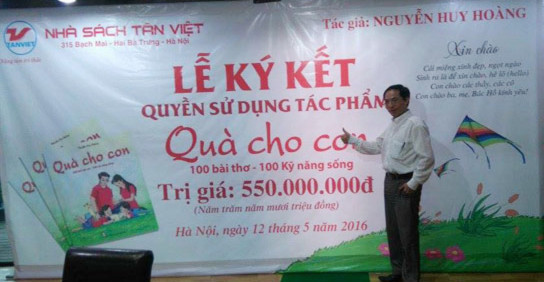 TANVIET
NHÀ SÁCH TÂN VIỆT
315 Bạch Mai - Hai Bà Trưng - Hà Nội
Tác giả: NGUYỄN HUY HOÀNG
LỄ KÝ KẾT
QUYỀN SỬ DỤNG TÁC PHẨM
Quà cho con
100 bài thơ - 100 Kỹ năng sống
Trị giá: 550.000.000đ
(Năm trăm năm mươi triệu đồng)
Hà Nội, ngày 12 tháng 5 năm 2016
Xin chào
Cái miệng xinh đẹp, ngọt ngào
Sinh ra là để xin chào, hê lô (hello)
Con chào các thầy, các cô
Con chào ba, mẹ, Bác Hồ kính yêu!
Quà cho con